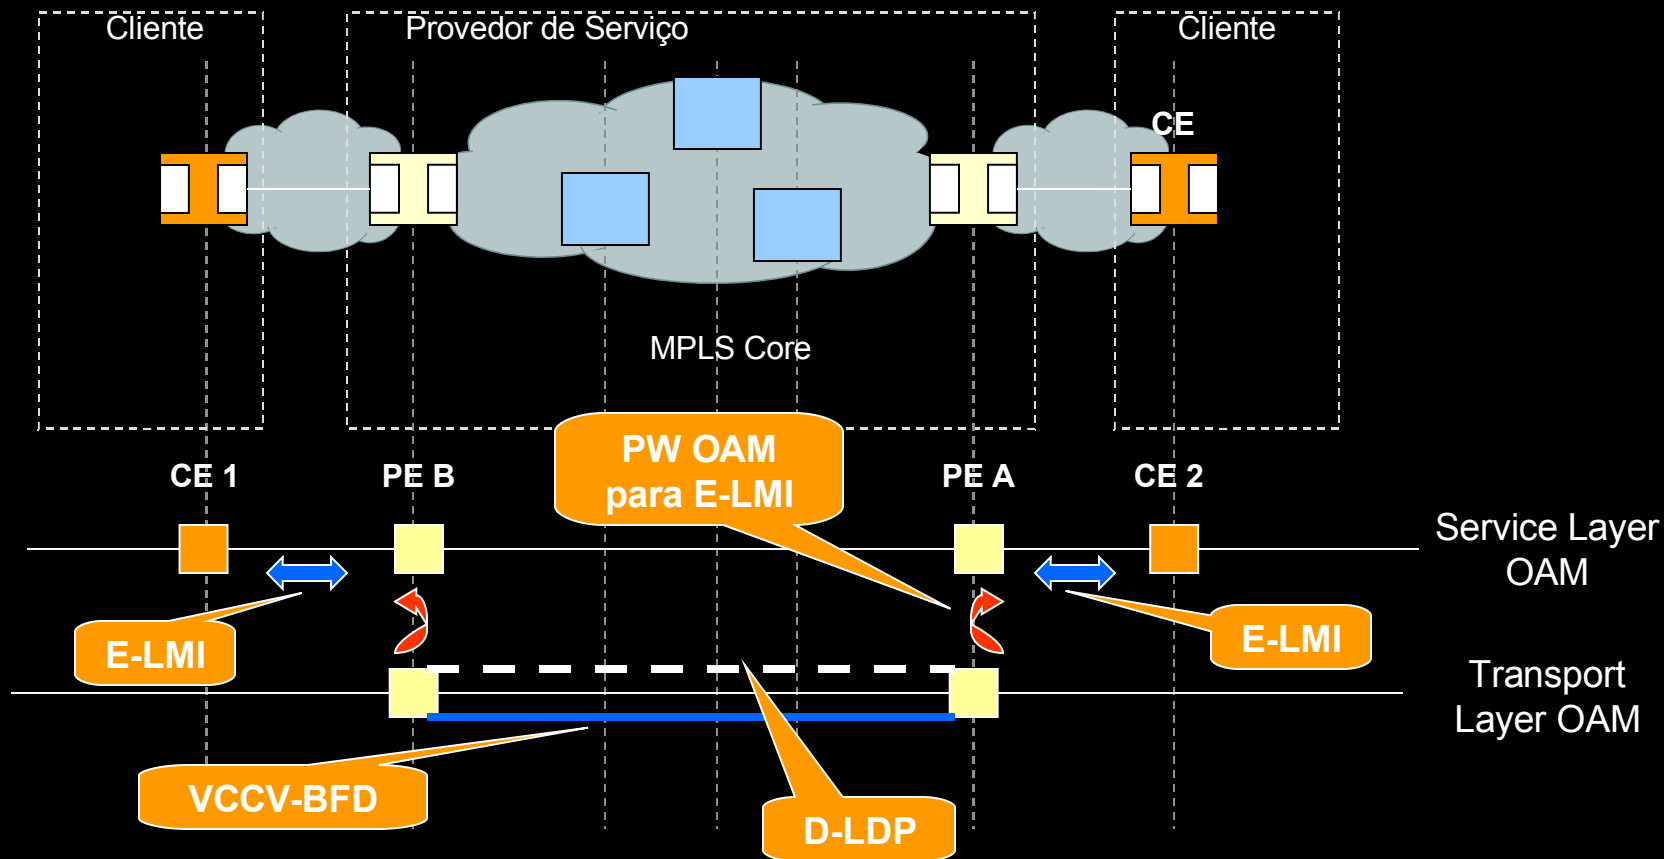 Cliente
Provedor de Serviço
Cliente
CE
MPLS Core
PW OAM
para E-LMI
CE 1
PE B
PE A
CE 2
Service Layer
OAM
E-LMI
E-LMI
Transport
Layer OAM
VCCV-BFD
D-LDP